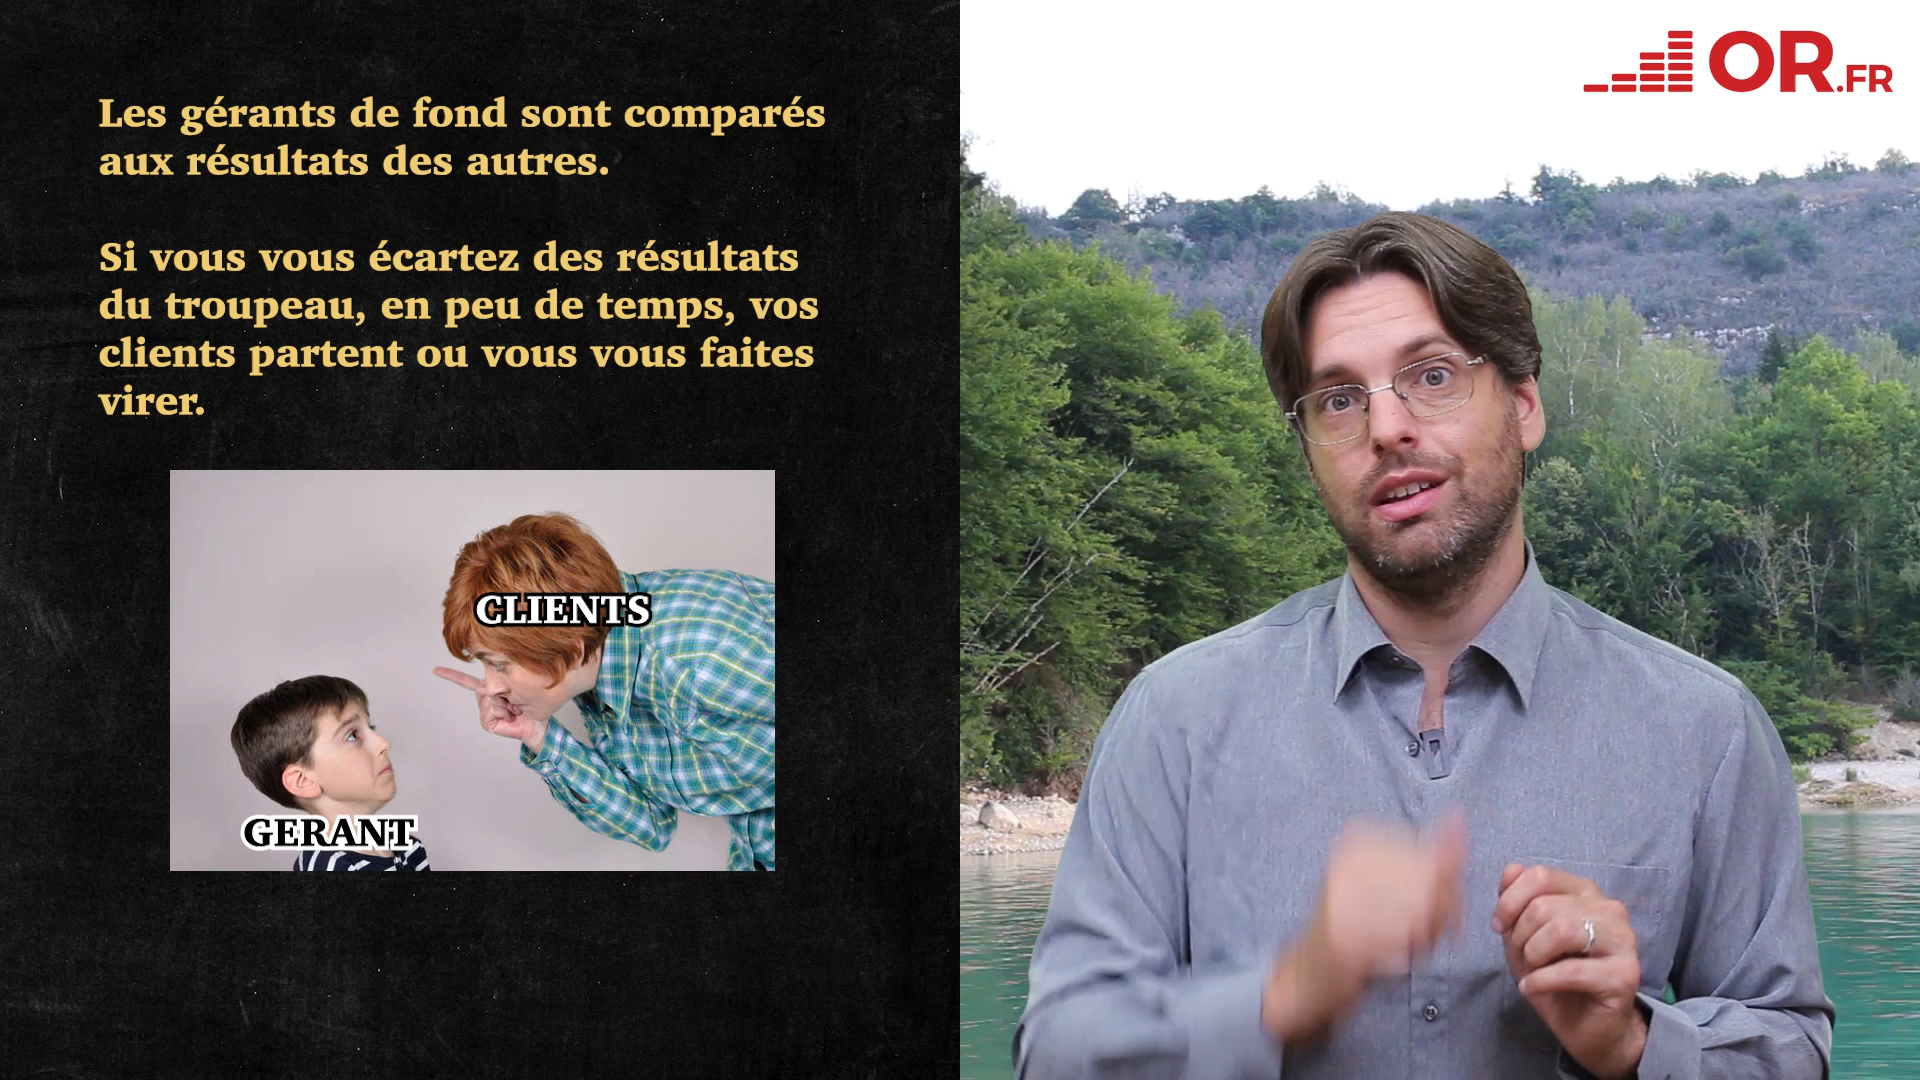 Les gérants de fond sont comparés
aux résultats des autres.
Si vous vous écartez des résultats
du troupeau, en peu de temps, vos
clients partent ou vous vous faites
virer.
CLIENTS
GERANT
OR.FR